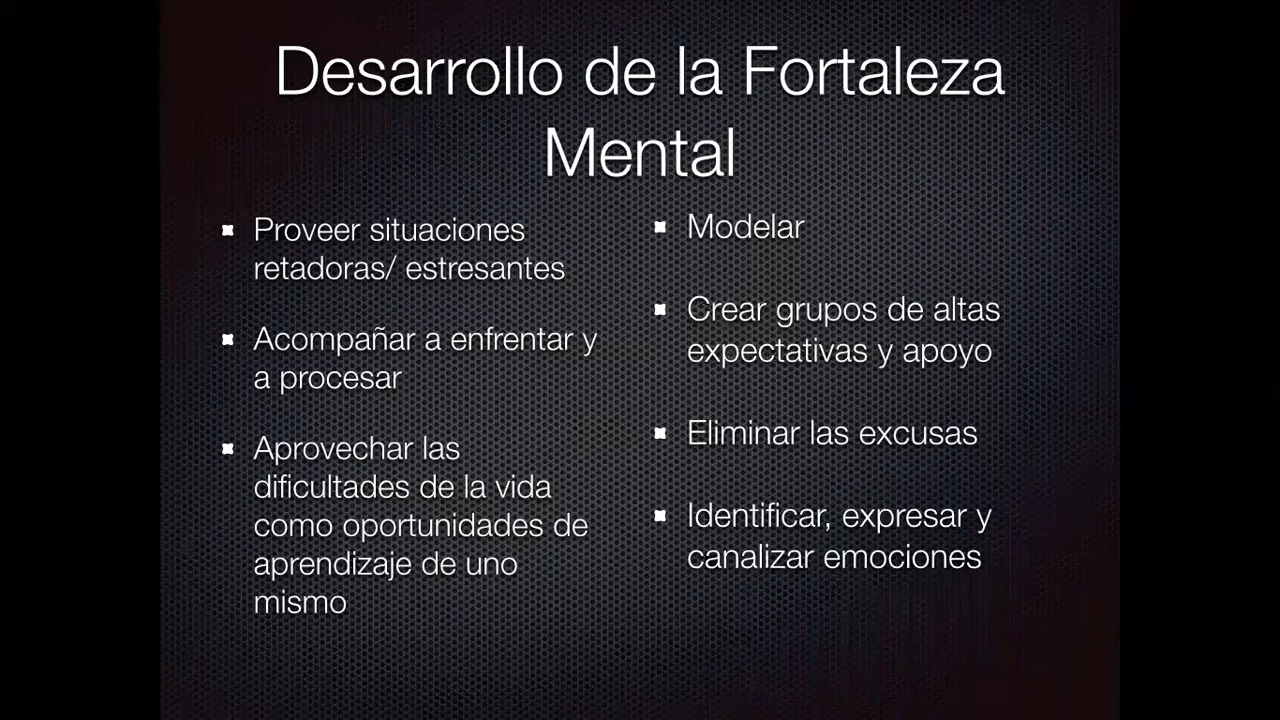 Desarrollo de la Fortaleza
Mental
Proveer situaciones
retadoras/ estresantes
Acompañar a enfrentar y
a procesar
Aprovechar las
dificultades de la vida
como oportunidades de
aprendizaje de uno
mismo
Modelar
Crear grupos de altas
expectativas y apoyo
Eliminar las excusas
Identificar, expresar y
canalizar emociones